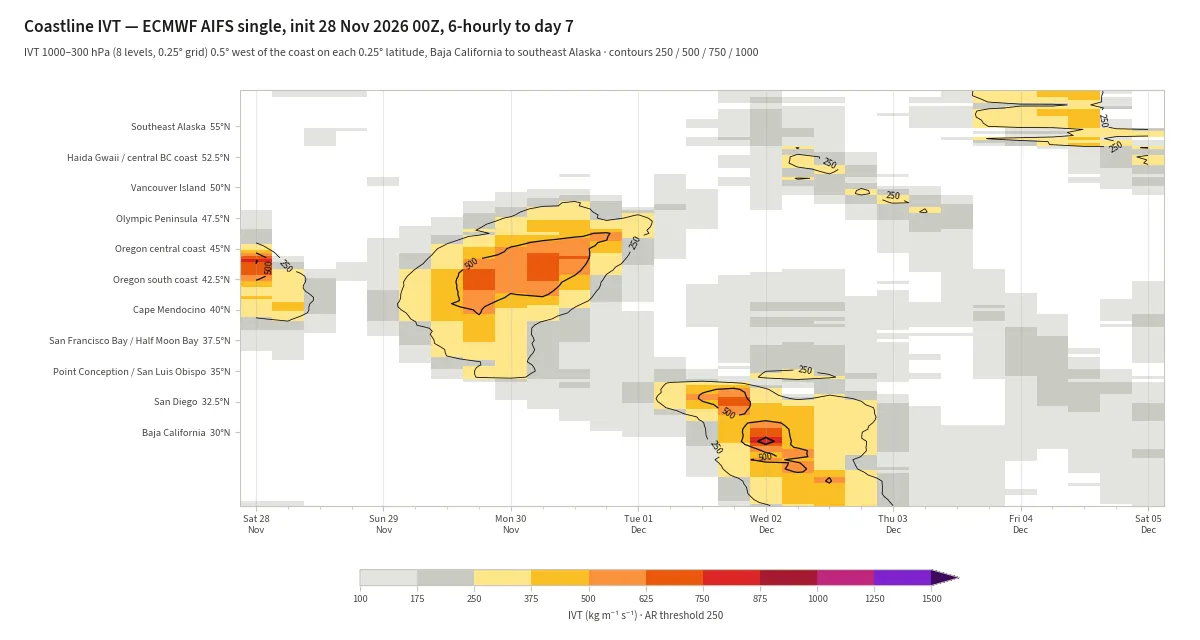 Coastline IVT — ECMWF AIFS single, init 28 Nov 2026 00Z, 6-hourly to day 7
IVT 1000–300 hPa (8 levels, 0.25° grid) 0.5° west of the coast on each 0.25° latitude, Baja California to southeast Alaska · contours 250 / 500 / 750 / 1000
Southeast Alaska 55°N
Haida Gwaii / central BC coast 52.5°N
Vancouver Island 50°N
Olympic Peninsula 47.5°N
Oregon central coast 45°N
Oregon south coast 42.5°N
Cape Mendocino 40°N
San Francisco Bay / Half Moon Bay 37.5°N
Point Conception / San Luis Obispo 35°N
San Diego 32.5°N
Baja California 30°N
250
250
250
250
250
500
250
500
250
250
500
250
500
Sat 28 Nov
Sun 29 Nov
Mon 30 Nov
Tue 01 Dec
Wed 02 Dec
Thu 03 Dec
Fri 04 Dec
Sat 05 Dec
100 175 250 375 500 625 750 875 1000 1250 1500
IVT (kg m⁻¹ s⁻¹) · AR threshold 250